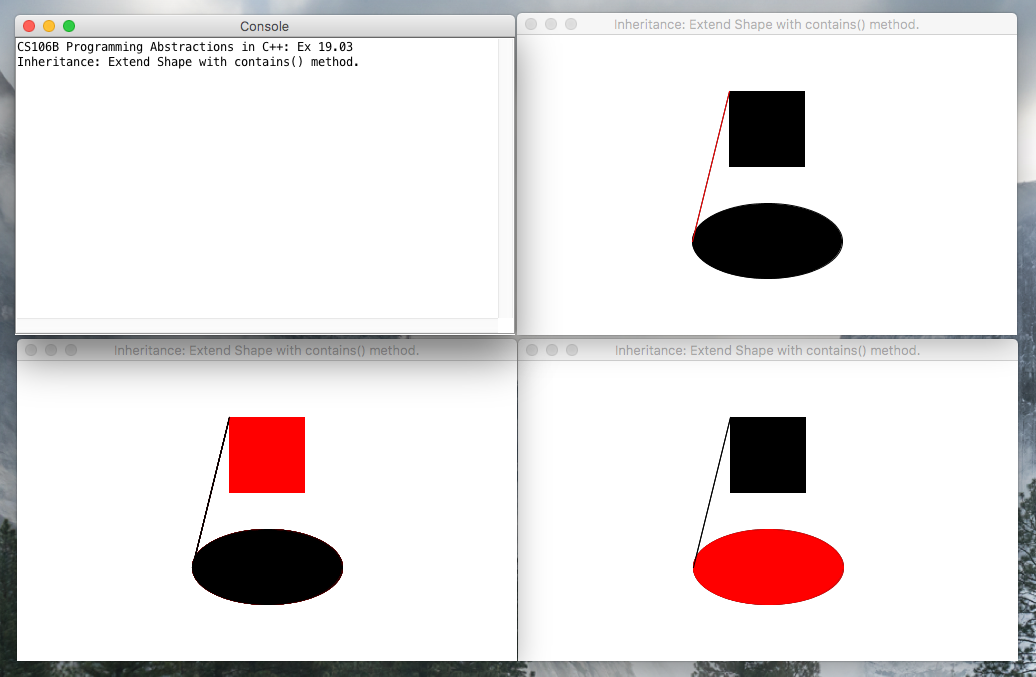 Console
CS106B Programming Abstractions in C++: Ex 19.03
Inheritance: Extend Shape with contains() method.
Inheritance: Extend Shape with contains() method.
Inheritance: Extend Shape with contains() method.
Inheritance: Extend Shape with contains() method.